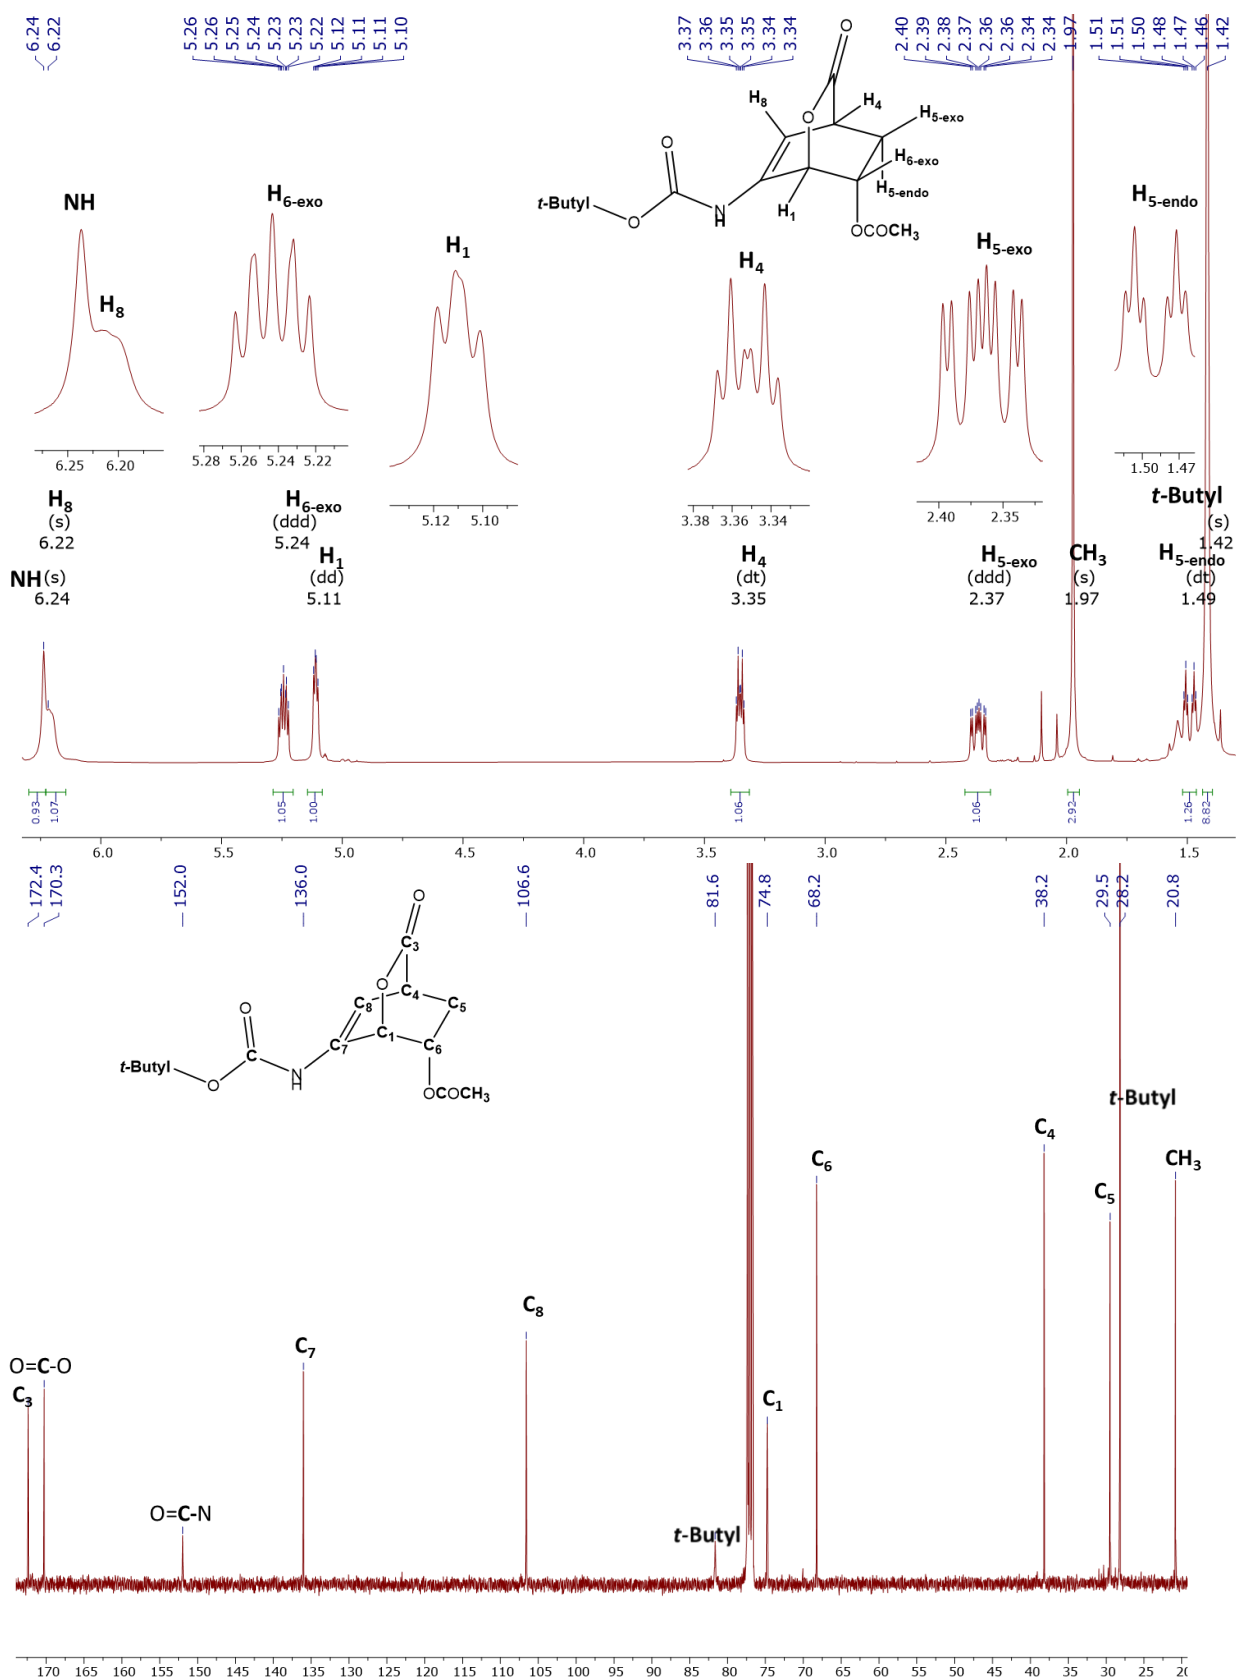 6.24 6.22 5.26 5.26 5.25 5.24 5.23 5.23 5.22 5.12 5.11 5.11 5.10 3.37 3.36 3.35 3.35 3.34 3.34 2.40 2.39 2.38 2.37 2.36 2.36 2.34 2.34 1.97 1.51 1.51 1.50 1.48 1.47 1.46 1.42
O
H8 H4
O H5-exo
O H6-exo
H5-endo
t-Butyl O N H H1
OCOCH3
NH H6-exo H1 H8 H4 H5-exo H5-endo
6.25 6.20
5.28 5.26 5.24 5.22
5.12 5.10
3.38 3.36 3.34
2.40 2.35
1.50 1.47
H8 (s) 6.22
NH (s) 6.24
H6-exo (ddd) 5.24
H1 (dd) 5.11
H4 (dt) 3.35
H5-exo (ddd) 2.37
CH3 (s) 1.97
t-Butyl (s) 1.42
H5-endo (dt) 1.49
0.93 1.07 1.05 1.00 1.06 1.06 2.92 1.26 8.82
6.0 5.5 5.0 4.5 3.5 3.0 2.5 2.0 1.5
172.4 170.3 152.0 136.0 106.6 81.6 74.8 68.2 38.2 29.5 28.2 20.8
O
C3
O C4
C8 C5
O
C C7 C1 C6
t-Butyl O N H
OCOCH3
t-Butyl
C4
C6 CH3
C5
C8
C7
O=C-O
C3 C1
O=C-N
t-Butyl
170 165 160 155 150 145 140 135 130 125 120 115 110 105 100 95 90 85 80 75 70 65 60 55 50 45 40 35 30 25 20